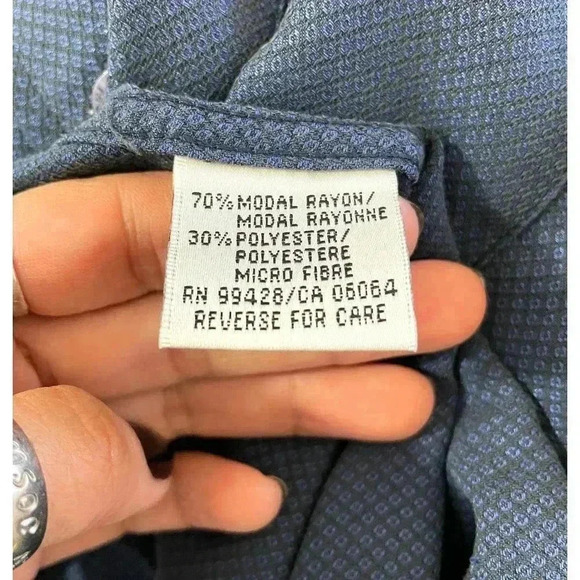 70% MODAL RAYON/
MODAL RAYONNE
30% POLYESTER/
POLYESTERE
MICRO FIBRE
RN 99428/CA 06064
REVERSE FOR CARE